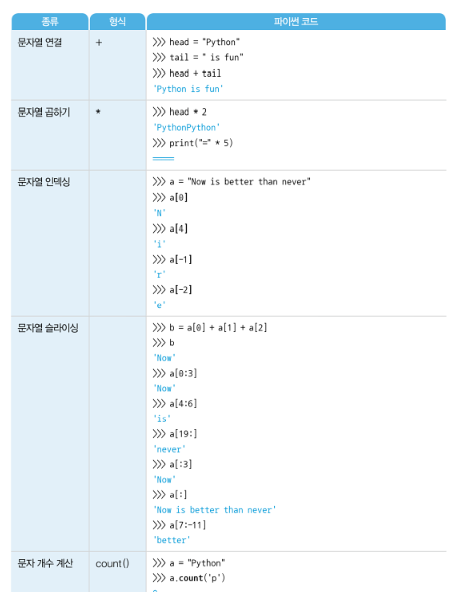 종류 형식 파이썬 코드
문자열 연결 + >>> head = "Python"
>>> tail = " is fun"
>>> head + tail
'Python is fun'
문자열 곱하기 * >>> head * 2
'PythonPython'
>>> print("=" * 5)
=====
문자열 인덱싱 >>> a = "Now is better than never"
>>> a[0]
'N'
>>> a[4]
'i'
>>> a[-1]
'r'
>>> a[-2]
'e'
문자열 슬라이싱 >>> b = a[0] + a[1] + a[2]
>>> b
'Now'
>>> a[0:3]
'Now'
>>> a[4:6]
'is'
>>> a[19:]
'never'
>>> a[:3]
'Now'
>>> a[:]
'Now is better than never'
>>> a[7:-11]
'better'
문자 개수 계산 count() >>> a = "Python"
>>> a.count('p')